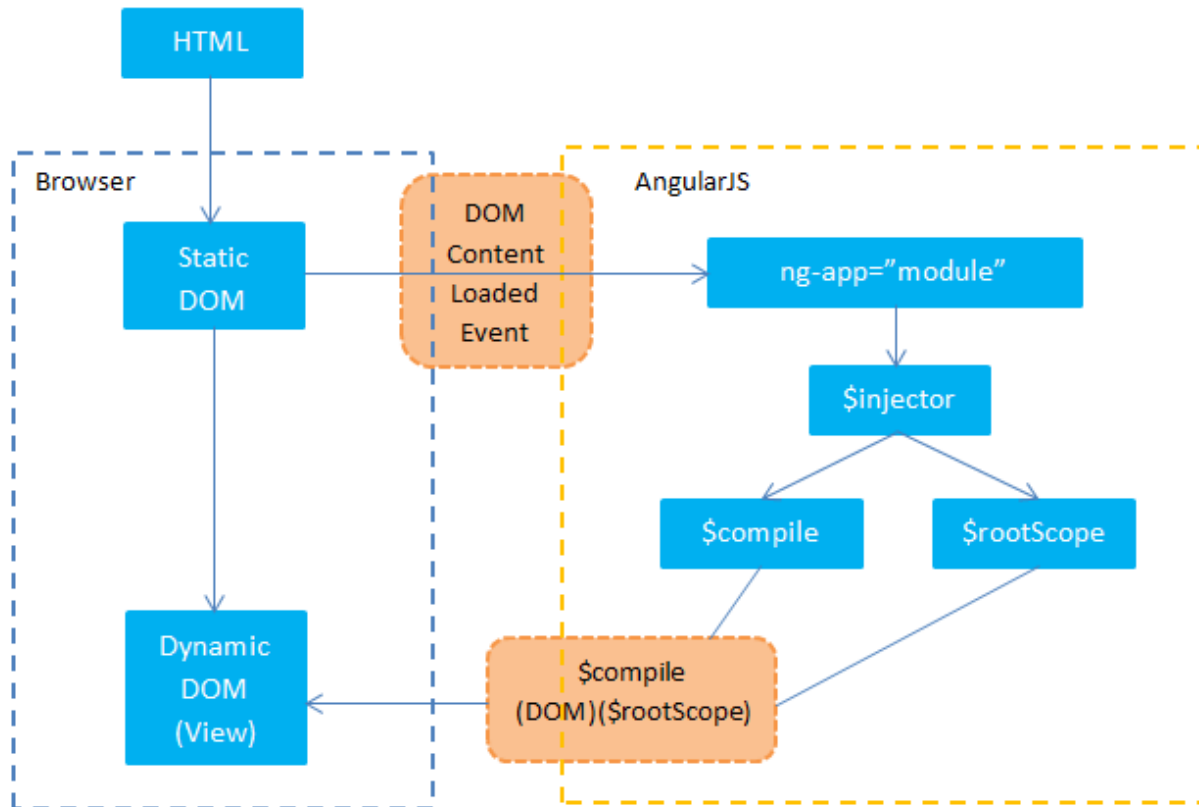 HTML
Browser
AngularJS
DOM
Content
Loaded
Event
Static
DOM
ng-app=”module”
$injector
$compile
$rootScope
Dynamic
DOM
(View)
$compile
(DOM)($rootScope)